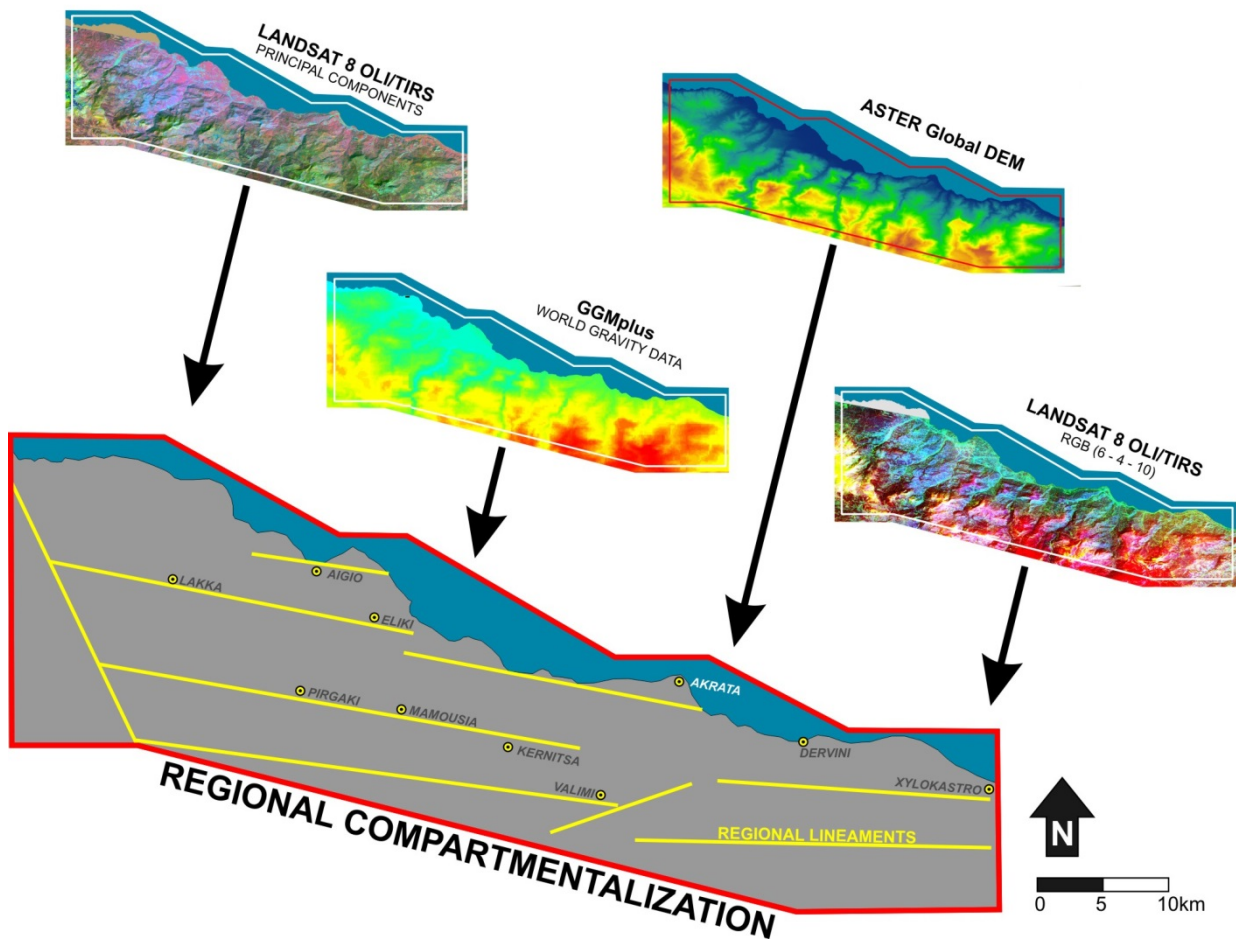 LANDSAT 8 OLI/TIRS
PRINCIPAL COMPONENTS
ASTER Global DEM
GGMplus
WORLD GRAVITY DATA
LANDSAT 8 OLI/TIRS
RGB (6 - 4 - 10)
AIGIO
LAKKA
ELIKI
AKRATA
PIRGAKI
MAMOUSIA
KERNITSA
DERVINI
VALIMI
XYLOKASTRO
REGIONAL LINEAMENTS
REGIONAL COMPARTMENTALIZATION
N
0 5 10km